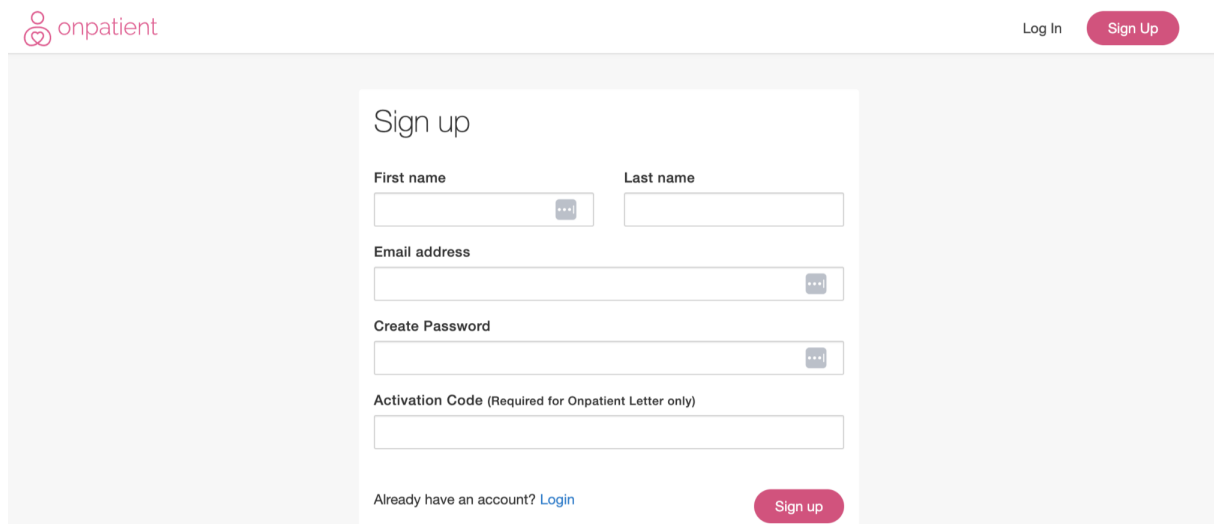 onpatient
Log In
Sign Up
Sign up
First name
Last name
Email address
Create Password
Activation Code (Required for Onpatient Letter only)
Already have an account? Login
Sign up